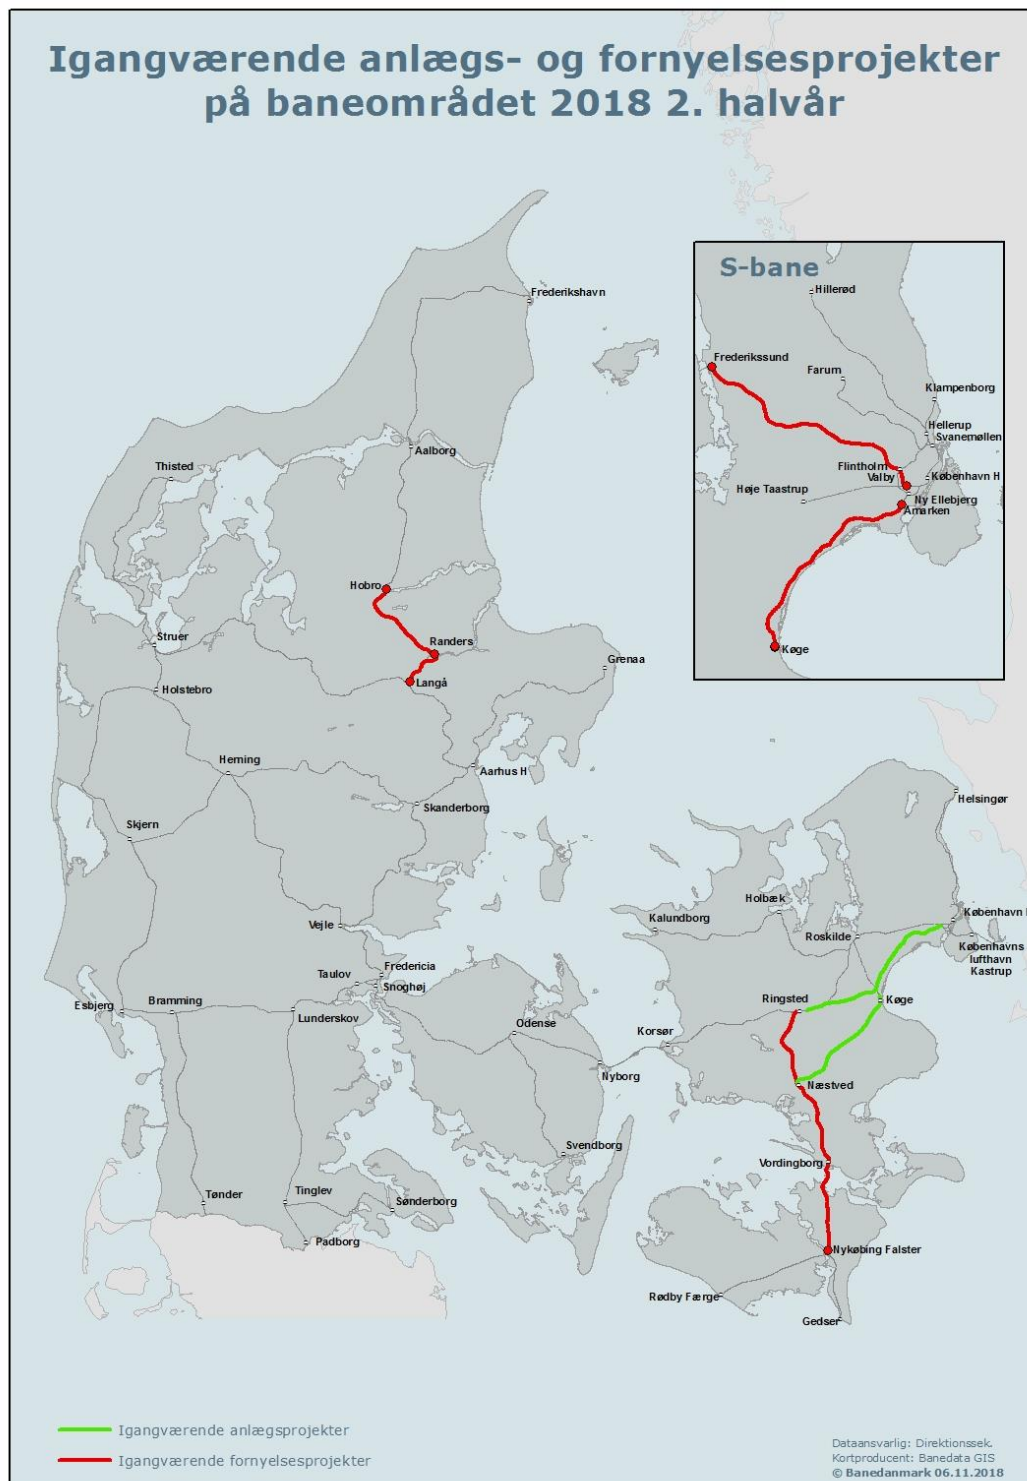 Igangværende anlægs- og fornyelsesprojekter
på baneområdet 2018 2. halvår
S-bane
Hillerød
Frederikssund
Farum
Klampenborg
Hellerup
Svanemøllen
Flintholm
Valby
København H
Høje Taastrup
Ny Ellebjerg
Åmarken
Køge
Frederikshavn
Aalborg
Thisted
Hobro
Randers
Struer
Grenaa
Langå
Holstebro
Herning
Aarhus H
Skanderborg
Skjern
Helsingør
Holbæk
Kalundborg
København
Vejle
Roskilde
Københavns
lufthavn
Kastrup
Fredericia
Taulov
Snoghøj
Bramming
Esbjerg
Lunderskov
Ringsted
Køge
Odense
Korsør
Nyborg
Næstved
Svendborg
Vordingborg
Tønder
Tinglev
Sønderborg
Padborg
Nykøbing Falster
Rødby Færge
Gedser
Igangværende anlægsprojekter
Igangværende fornyelsesprojekter
Dataansvarlig: Direktionssek.
Kortproducent: Banedata GIS
© Banedanmark 06.11.2018